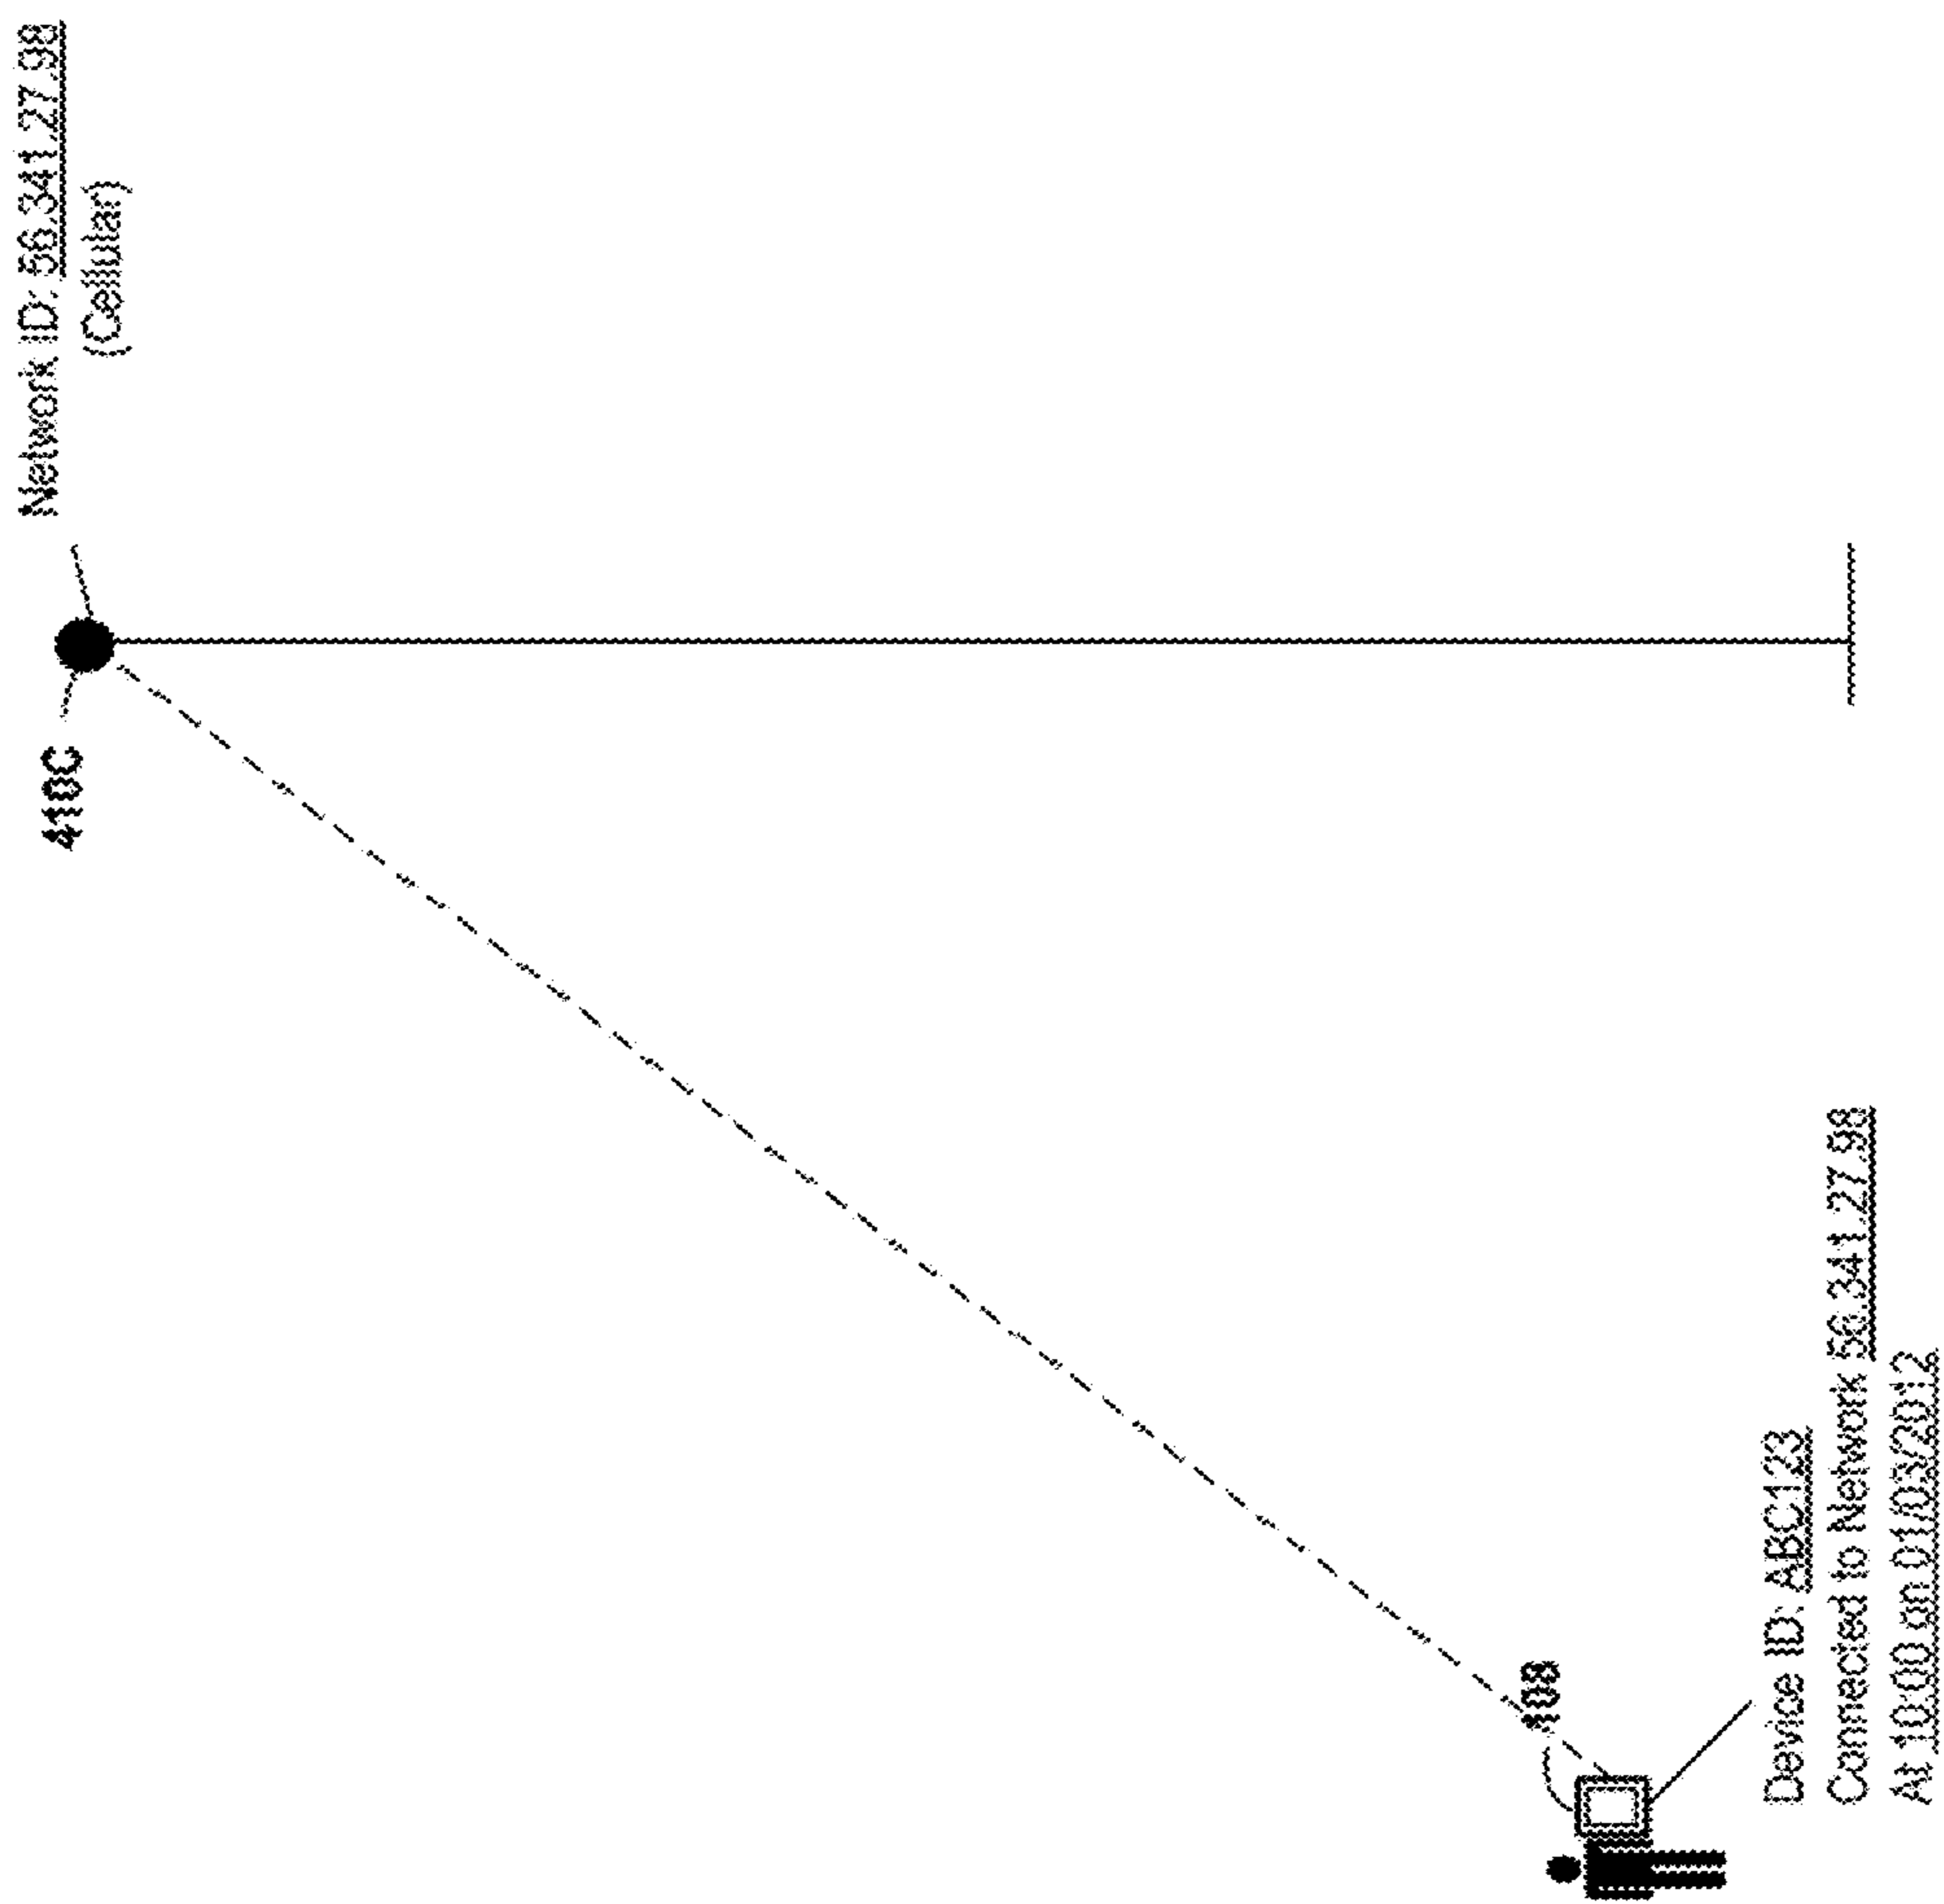 Network ID: 56.341.27.98
(Cellular)
410C
108
Device ID: ABC123
Connected to Network 56.341.27.98
At 10:00 am 01/03/2012